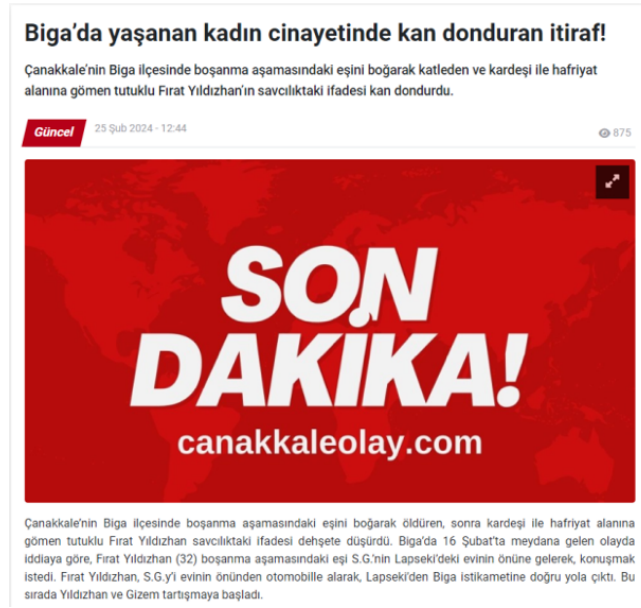 Biga'da yaşanan kadın cinayetinde kan donduran itiraf!
Çanakkale'nin Biga ilçesinde boşanma aşamasındaki eşini boğarak katleden ve kardeşi ile hafriyat
alanına gömen tutuklu Fırat Yıldızhan'ın savcılıktaki ifadesi kan dondurdu.
Güncel
25 Şub 2024 - 12:44
875
SON
DAKİKA!
canakkaleolay.com
Çanakkale'nin Biga ilçesinde boşanma aşamasındaki eşini boğarak öldüren, sonra kardeşi ile hafriyat alanına
gömen tutuklu Fırat Yıldızhan savcılıktaki ifadesi dehşete düşürdü. Biga'da 16 Şubat'ta meydana gelen olayda
iddiaya göre, Fırat Yıldızhan (32) boşanma aşamasındaki eşi S.G.'nin Lapseki'deki evinin önüne gelerek, konuşmak
istedi. Fırat Yıldızhan, S.G.y'i evinin önünden otomobille alarak, Lapseki'den Biga istikametine doğru yola çıktı. Bu
sırada Yıldızhan ve Gizem tartışmaya başladı.